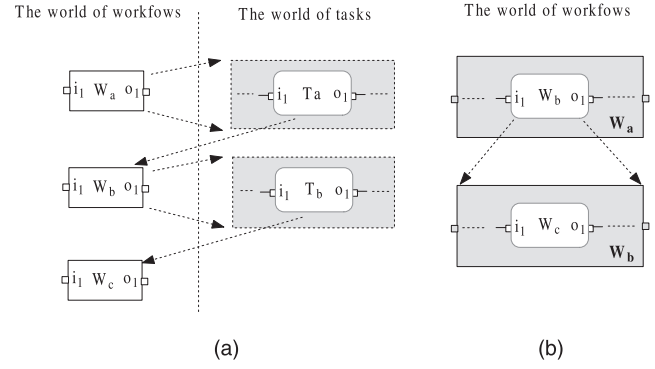 The world of workfows
The world of tasks
The world of workfows
i1 Wa o1
i1 Ta o1
i1 Wb o1
Wa
i1 Wb o1
i1 Tb o1
i1 Wc o1
Wb
i1 Wc o1
(a)
(b)